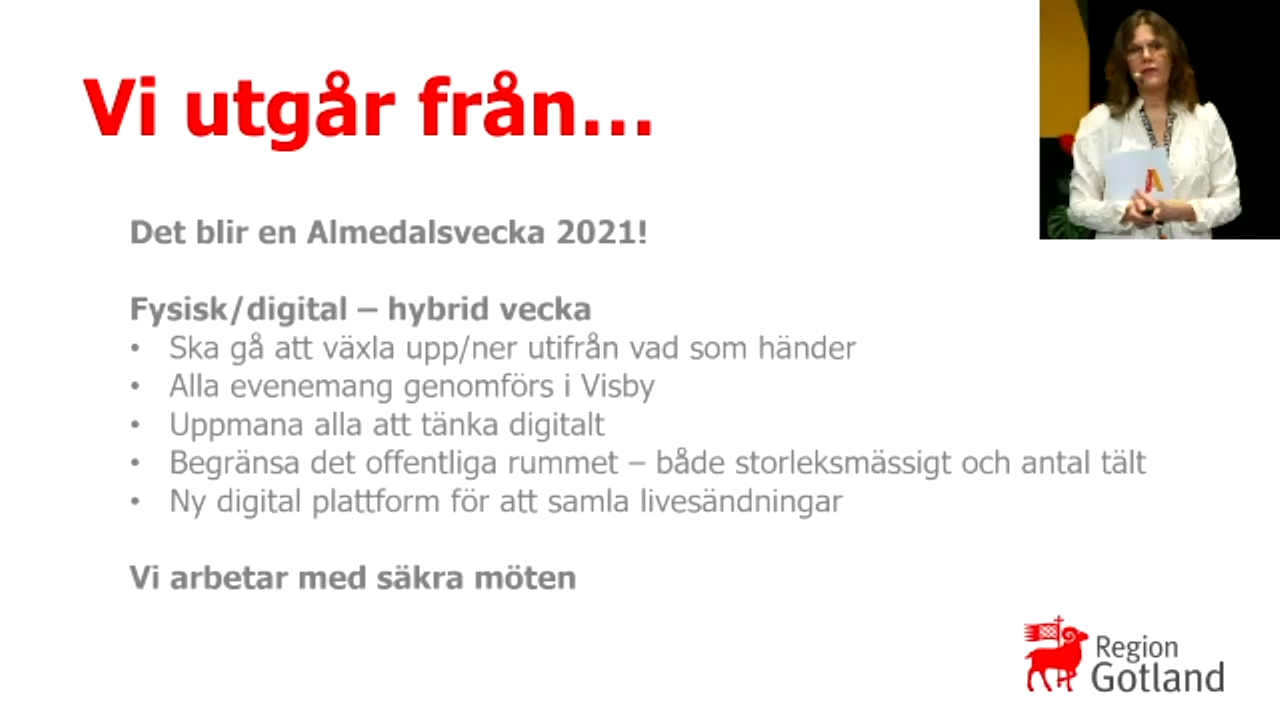 Vi utgår från...
Det blir en Almedalsvecka 2021!
Fysisk/digital – hybrid vecka
• Ska gå att växla upp/ner utifrån vad som händer
• Alla evenemang genomförs i Visby
• Uppmana alla att tänka digitalt
• Begränsa det offentliga rummet – både storleksmässigt och antal tält
• Ny digital plattform för att samla livesändningar
Vi arbetar med säkra möten
A
Region
Gotland